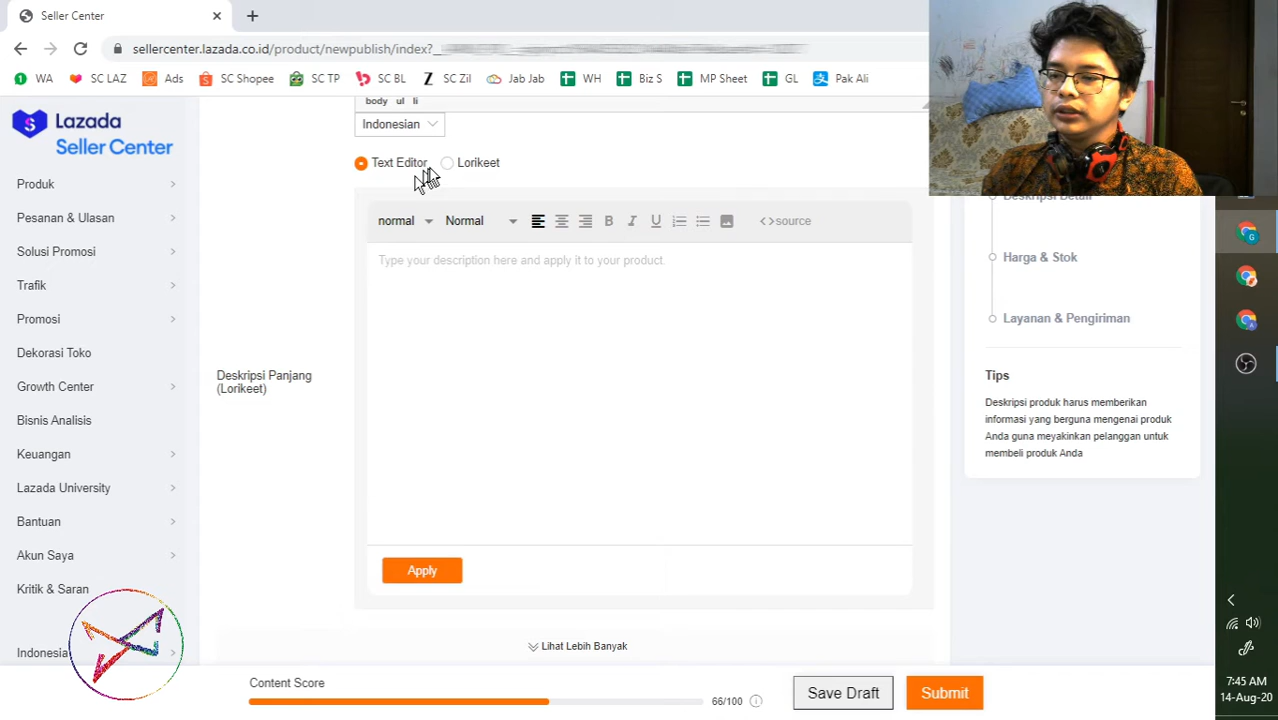 Seller Center
sellercenter.lazada.co.id/product/newpublish/index?_
WA SC LAZ Ads SC Shopee SC TP SC BL SC Zil Jab Jab WH Biz S MP Sheet GL Pak Ali
body ul li
Indonesian
Lazada
Seller Center
Text Editor Lorikeet
Produk
Pesanan & Ulasan
Solusi Promosi
Trafik
Promosi
Dekorasi Toko
Growth Center
Bisnis Analisis
Keuangan
Lazada University
Bantuan
Akun Saya
Kritik & Saran
Indonesia
normal Normal B I U <>source
Type your description here and apply it to your product.
Deskripsi Panjang
(Lorikeet)
Apply
Lihat Lebih Banyak
Deskripsi Detail
Harga & Stok
Layanan & Pengiriman
Tips
Deskripsi produk harus memberikan
informasi yang berguna mengenai produk
Anda guna meyakinkan pelanggan untuk
membeli produk Anda
Content Score
66/100
Save Draft
Submit
7:45 AM
14-Aug-20